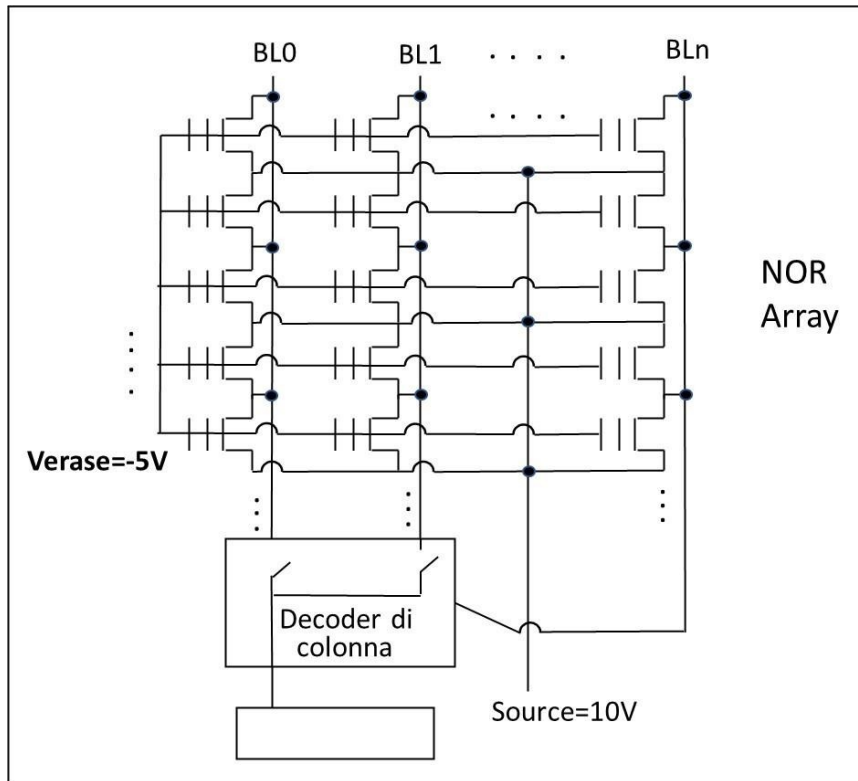 BL0 BL1 . . . . BLn
. . . .
NOR
Array
. . . .
Verase=-5V
Decoder di
colonna
Source=10V